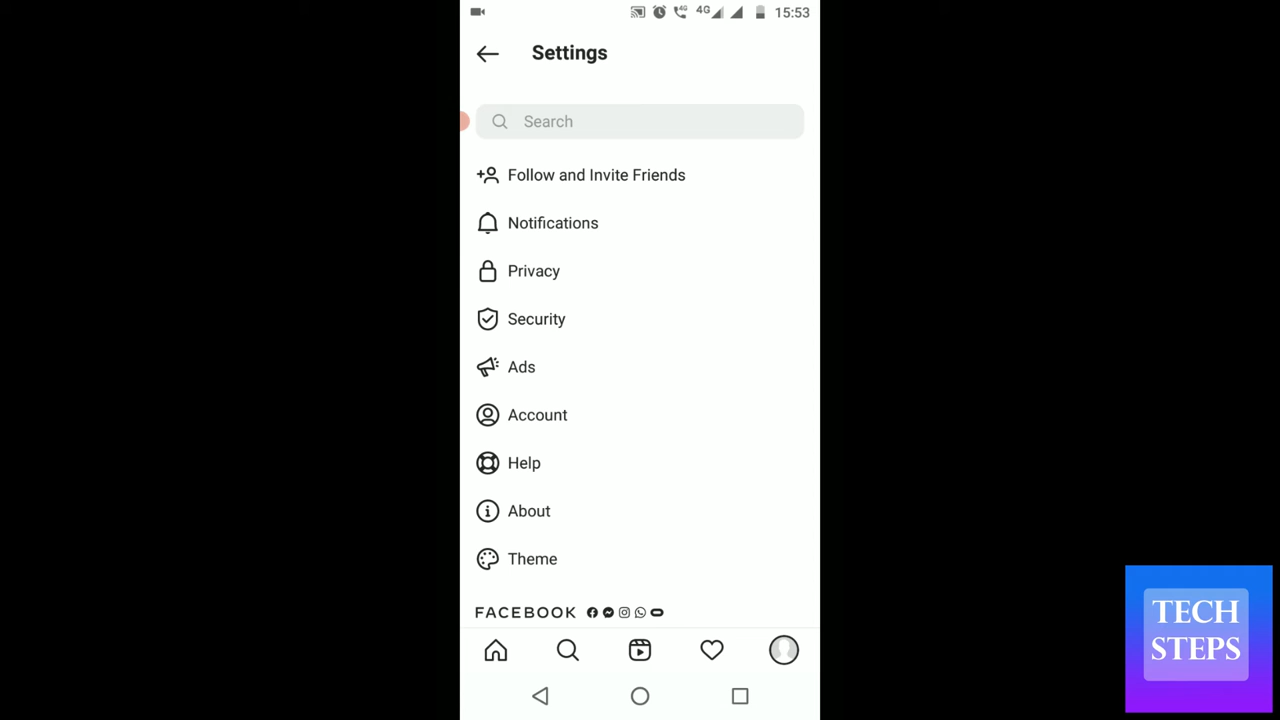 4G 15:53
Settings
Search
Follow and Invite Friends
Notifications
Privacy
Security
Ads
Account
Help
About
Theme
FACEBOOK
TECH
STEPS